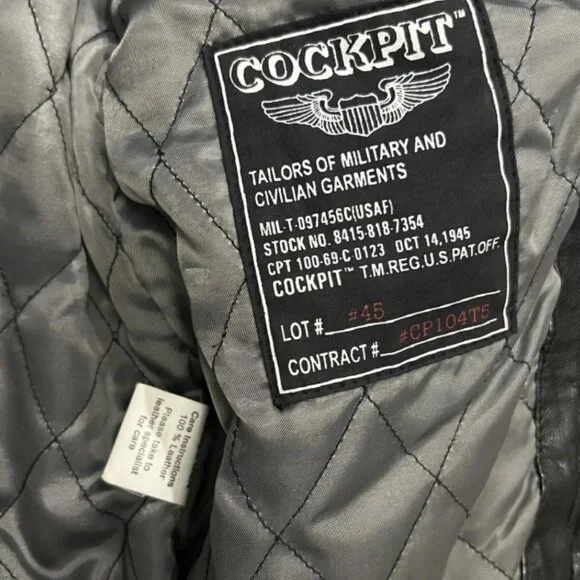 COCKPIT™
TAILORS OF MILITARY AND
CIVILIAN GARMENTS
MIL-T-097456C(USAF)
STOCK NO. 8415-818-7354
CPT 100-69-C-0123 OCT 14,1945
COCKPIT™ T.M.REG.U.S.PAT.OFF.
LOT # #45
CONTRACT # #CP104T5
Care Instructions
100 % Leather
Please take to
leather specialist
for care